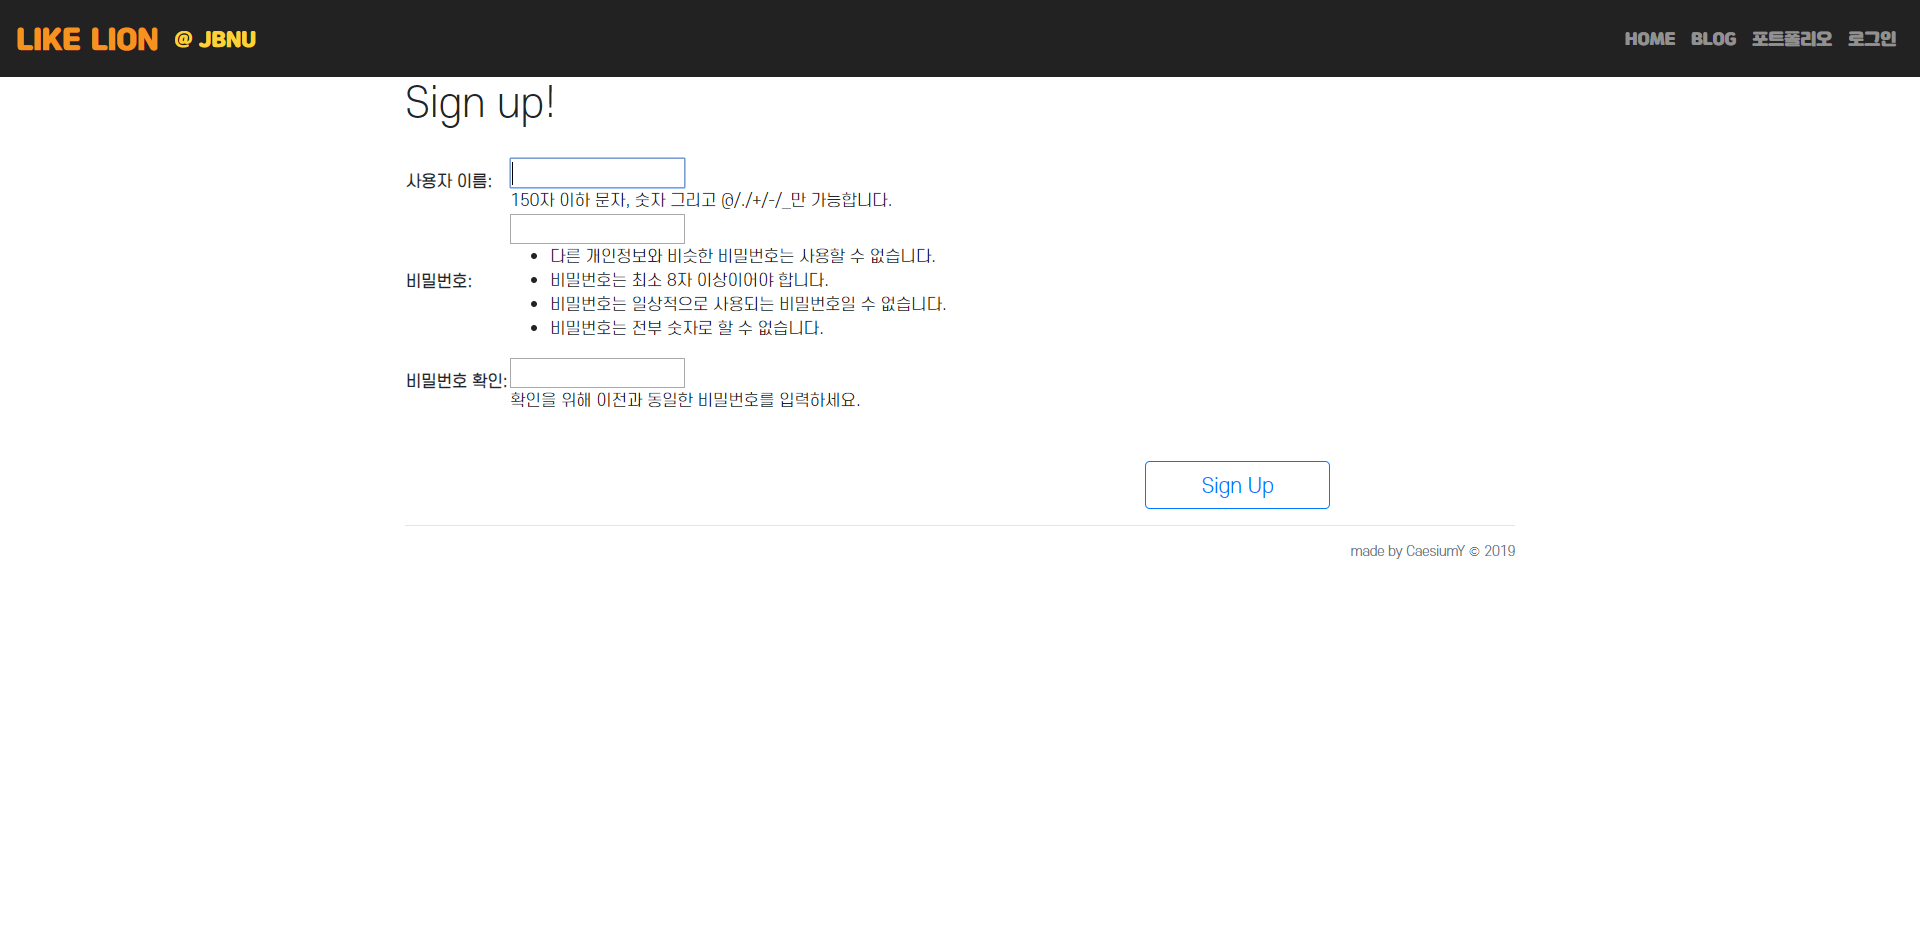 LIKE LION @ JBNU HOME BLOG 포트폴리오 로그인
Sign up!
사용자 이름:
150자 이하 문자, 숫자 그리고 @/./+/-/_만 가능합니다.
비밀번호:
• 다른 개인정보와 비슷한 비밀번호는 사용할 수 없습니다.
• 비밀번호는 최소 8자 이상이어야 합니다.
• 비밀번호는 일상적으로 사용되는 비밀번호일 수 없습니다.
• 비밀번호는 전부 숫자로 할 수 없습니다.
비밀번호 확인:
확인을 위해 이전과 동일한 비밀번호를 입력하세요.
Sign Up
made by CaesiumY © 2019